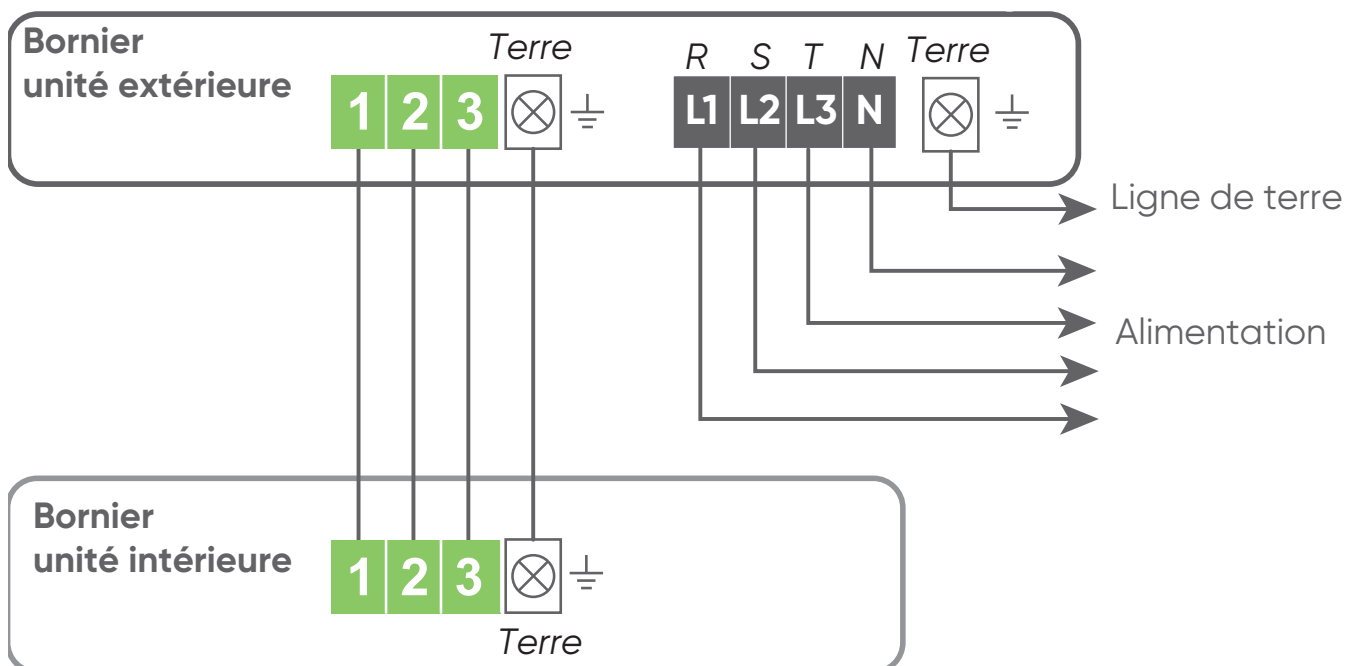 Bornier
unité extérieure
Terre
R S T N
Terre
1 2 3
L1 L2 L3 N
Ligne de terre
Alimentation
Bornier
unité intérieure
1 2 3
Terre